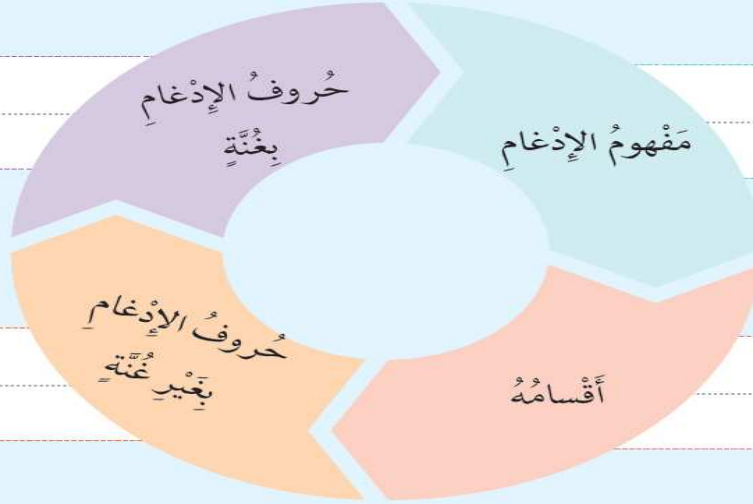 مَفْهومُ الإِدْغامِ
أَقْسامُهُ
حُروفُ الإِدْغامِ
بِغَيْرِ غُنَّةٍ
حُروفُ الإِدْغامِ
بِغُنَّةٍ